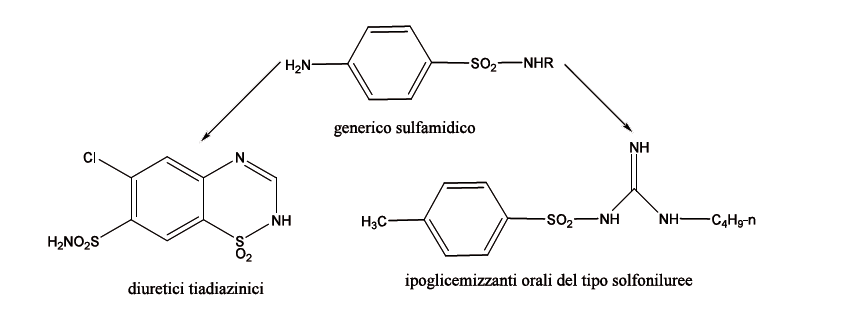 H₂N
SO₂
NHR
generico sulfamidico
Cl
N
NH
S
O₂
H₂NO₂S
diuretici tiadiazinici
NH
H₃C
SO₂
NH
NH
C₄H₉-n
ipoglicemizzanti orali del tipo solfoniluree